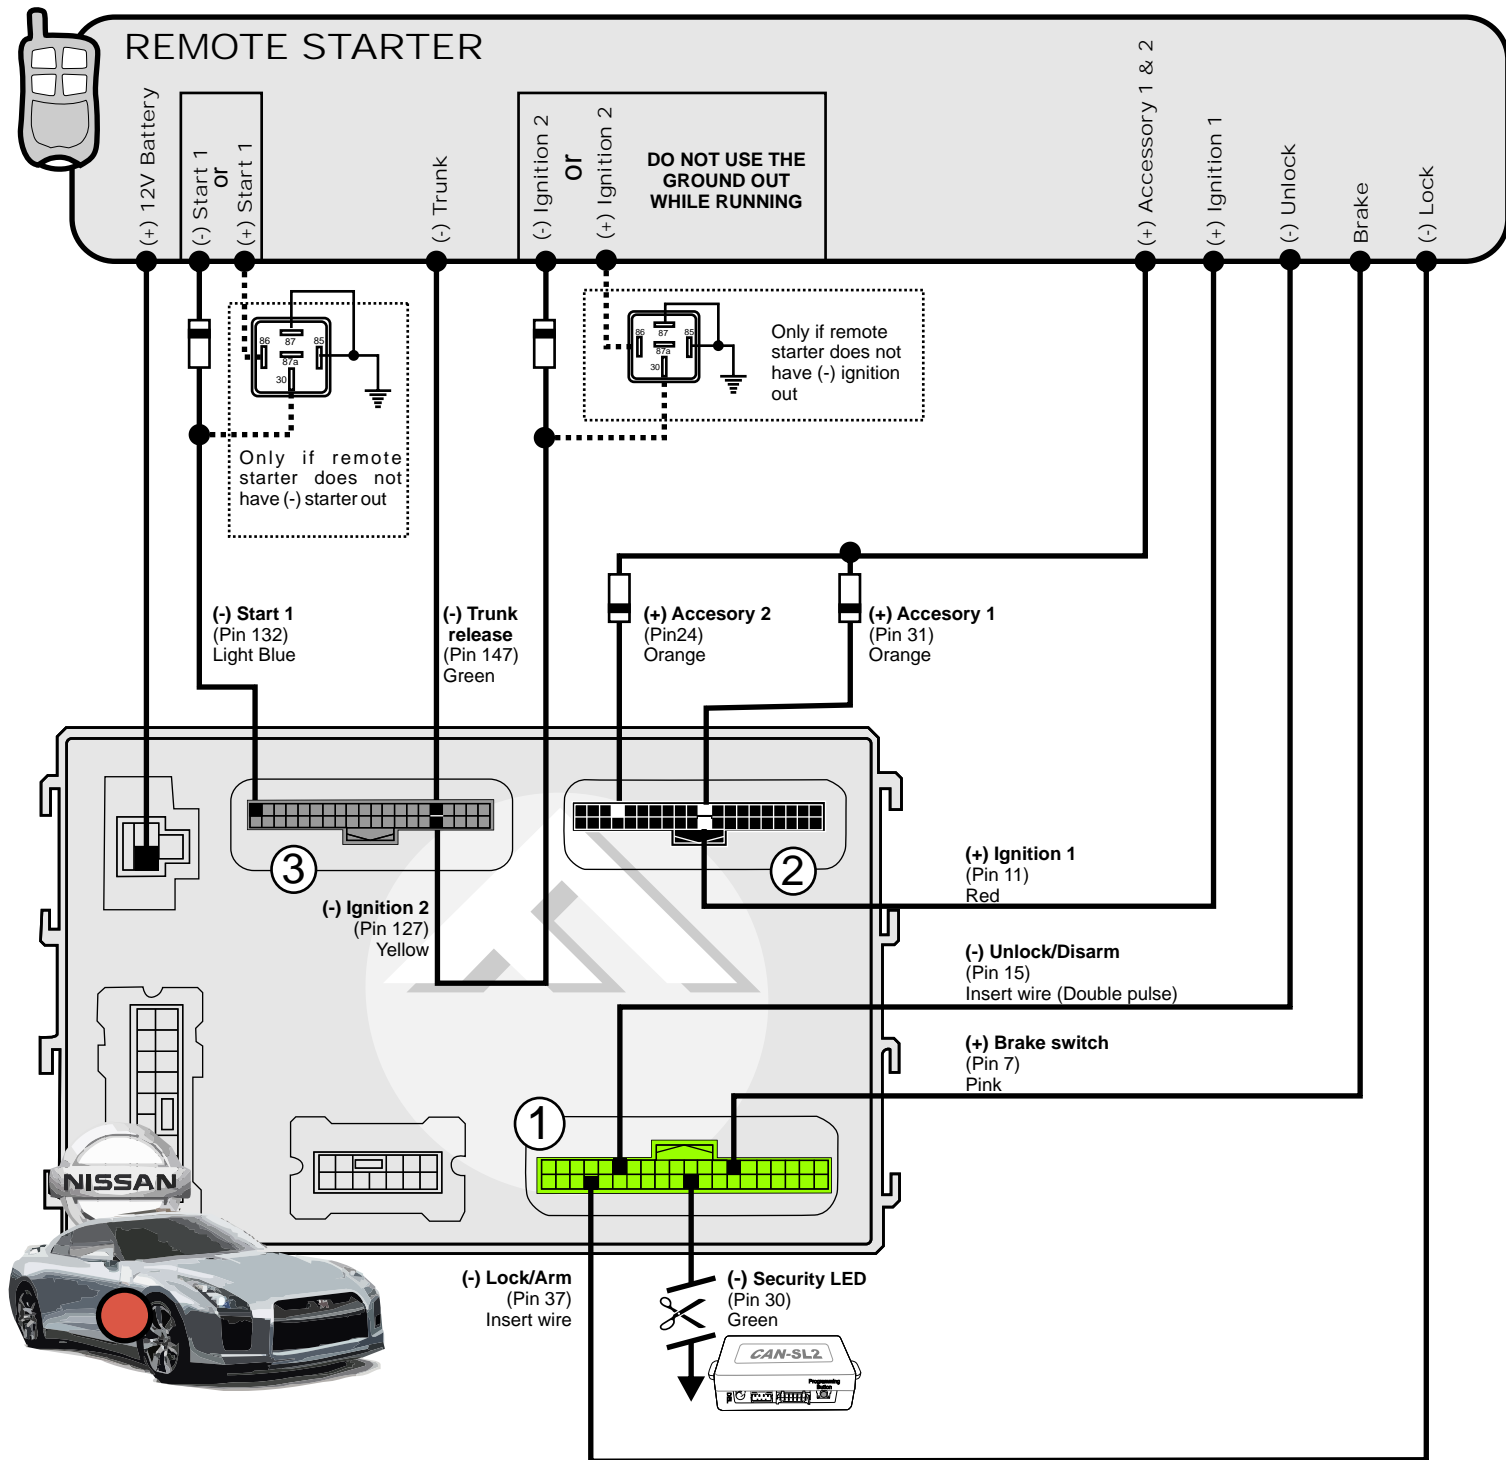 REMOTE STARTER
(+) 12V Battery
(-) Start 1
or
(+) Start 1
(-) Trunk
(-) Ignition 2
or
(+) Ignition 2
DO NOT USE THE
GROUND OUT
WHILE RUNNING
(+) Accessory 1 & 2
(+) Ignition 1
(-) Unlock
Brake
(-) Lock
86
87
85
87a
30
Only if remote
starter does not
have (-) starter out
86
87
85
87a
30
Only if remote
starter does not
have (-) ignition
out
(-) Start 1
(Pin 132)
Light Blue
(-) Trunk
release
(Pin 147)
Green
(+) Accesory 2
(Pin24)
Orange
(+) Accesory 1
(Pin 31)
Orange
3
2
(-) Ignition 2
(Pin 127)
Yellow
(+) Ignition 1
(Pin 11)
Red
(-) Unlock/Disarm
(Pin 15)
Insert wire (Double pulse)
(+) Brake switch
(Pin 7)
Pink
1
NISSAN
(-) Lock/Arm
(Pin 37)
Insert wire
(-) Security LED
(Pin 30)
Green
CAN-SL2
Programming
Button